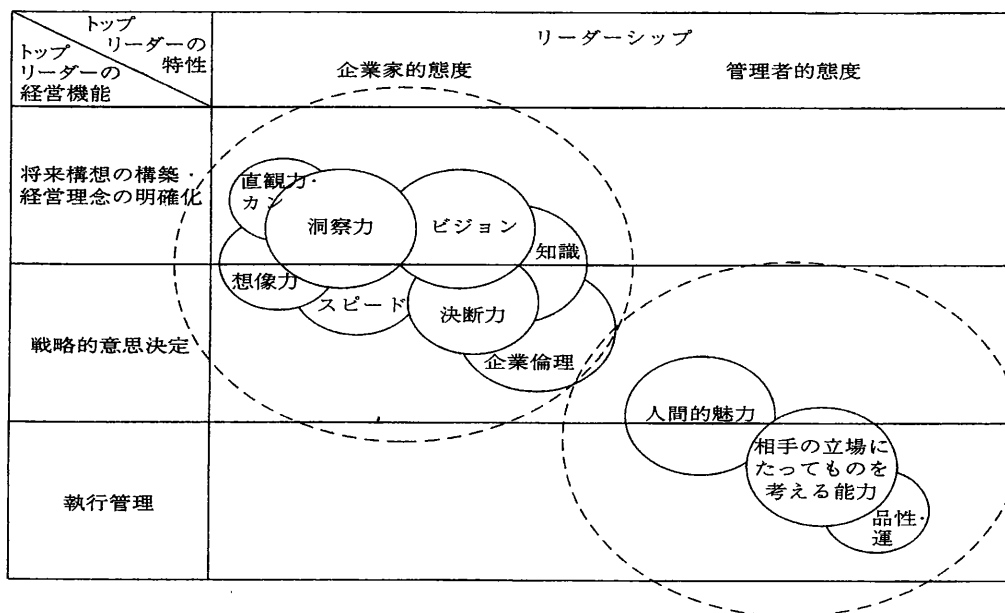 トップ
リーダーの
特性
トップ
リーダーの
経営機能
リーダーシップ
企業家的態度
管理者的態度
将来構想の構築・
経営理念の明確化
直観力・
カン
洞察力
ビジョン
知識
想像力
スピード
決断力
企業倫理
戦略的意思決定
人間的魅力
相手の立場に
たってものを
考える能力
品性・
運
執行管理